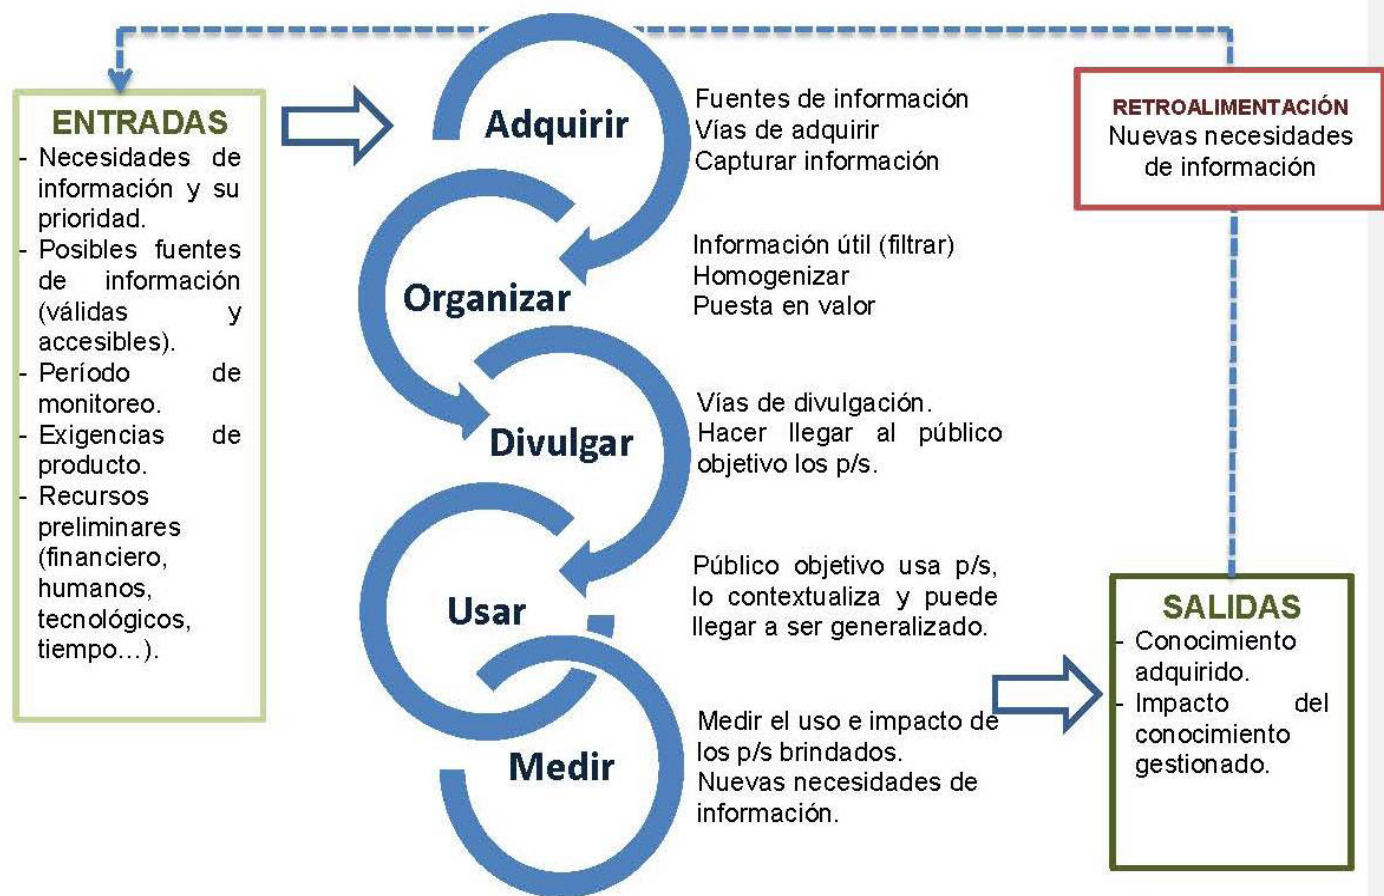 ENTRADAS
- Necesidades de
información y su
prioridad.
- Posibles fuentes
de información
(válidas y
accesibles).
- Período de
monitoreo.
- Exigencias de
producto.
- Recursos
preliminares
(financiero,
humanos,
tecnológicos,
tiempo...).
Adquirir
Fuentes de información
Vías de adquirir
Capturar información
Organizar
Información útil (filtrar)
Homogenizar
Puesta en valor
Divulgar
Vías de divulgación.
Hacer llegar al público
objetivo los p/s.
Usar
Público objetivo usa p/s,
lo contextualiza y puede
llegar a ser generalizado.
Medir
Medir el uso e impacto de
los p/s brindados.
Nuevas necesidades de
información.
RETROALIMENTACIÓN
Nuevas necesidades
de información
SALIDAS
- Conocimiento
adquirido.
- Impacto del
conocimiento
gestionado.